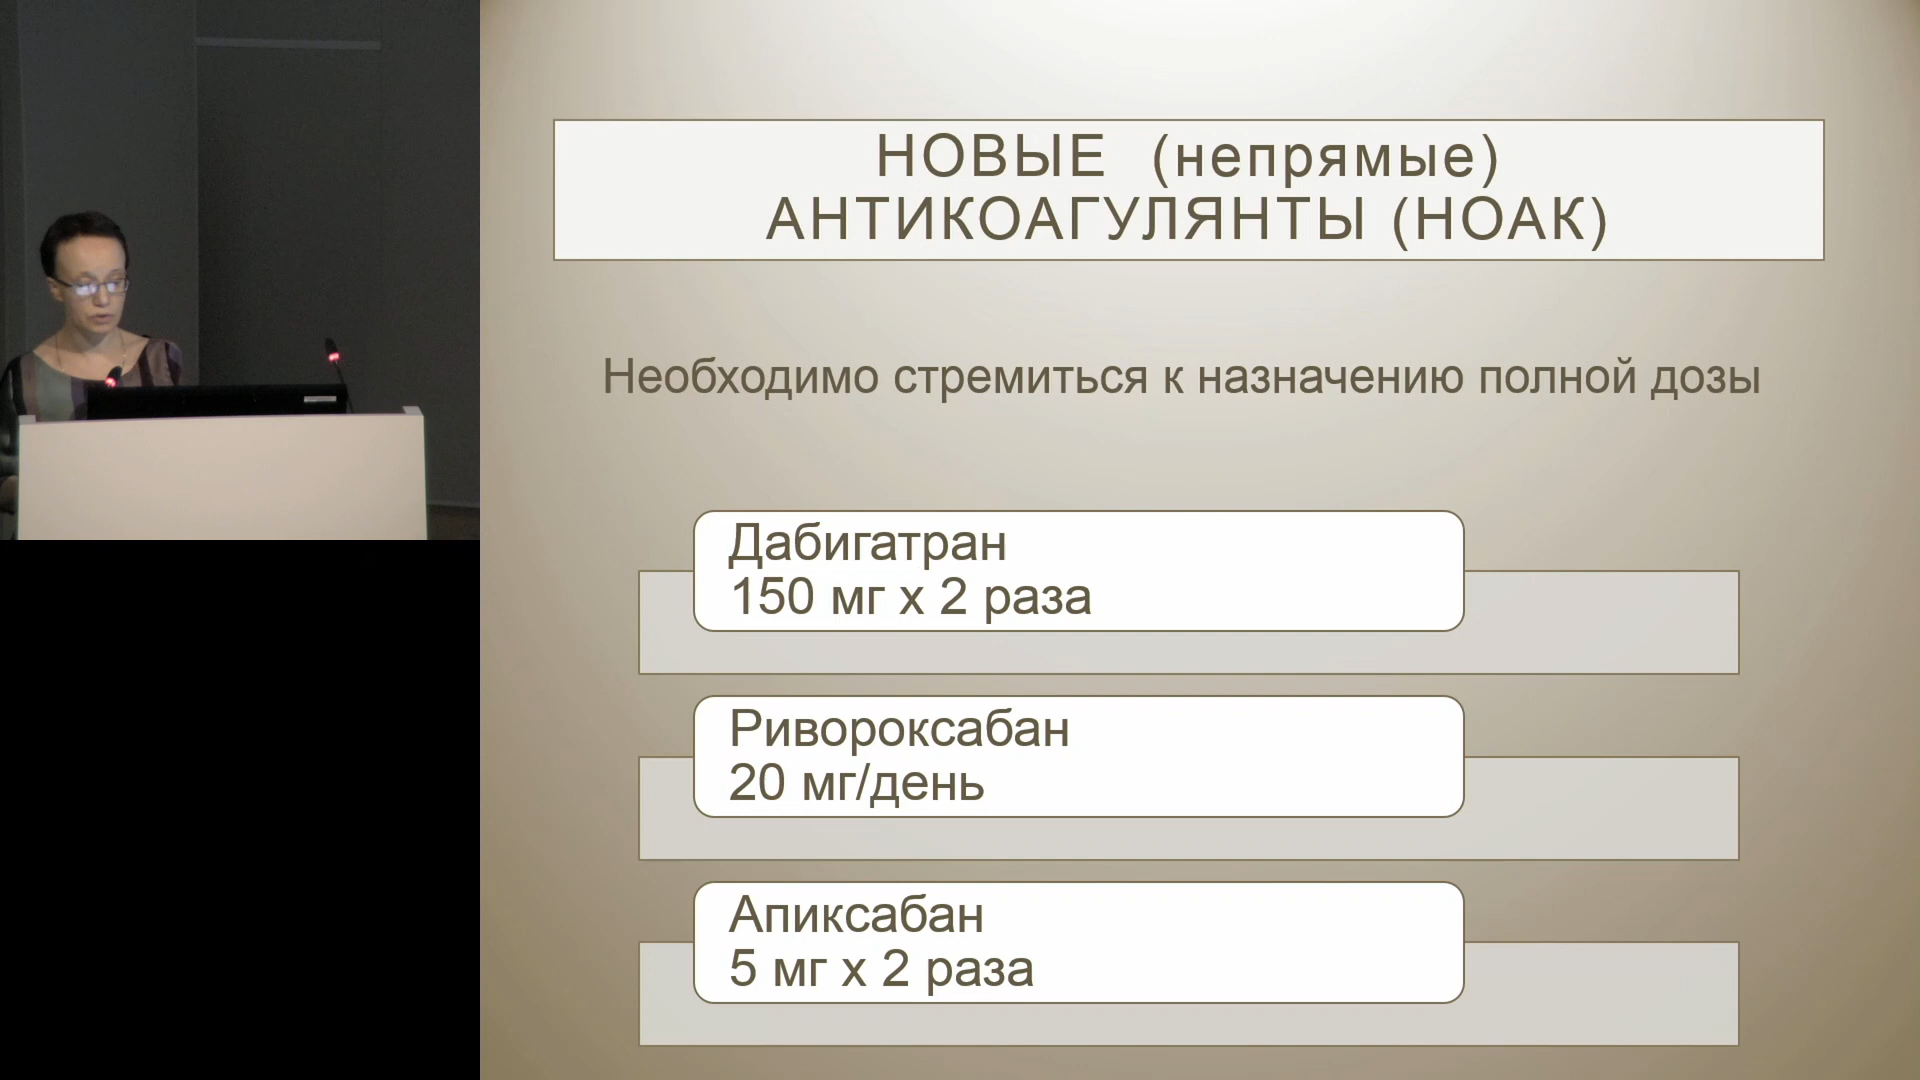 НОВЫЕ (непрямые)
АНТИКОАГУЛЯНТЫ (НОАК)
Необходимо стремиться к назначению полной дозы
Дабигатран
150 мг х 2 раза
Ривороксабан
20 мг/день
Апиксабан
5 мг х 2 раза